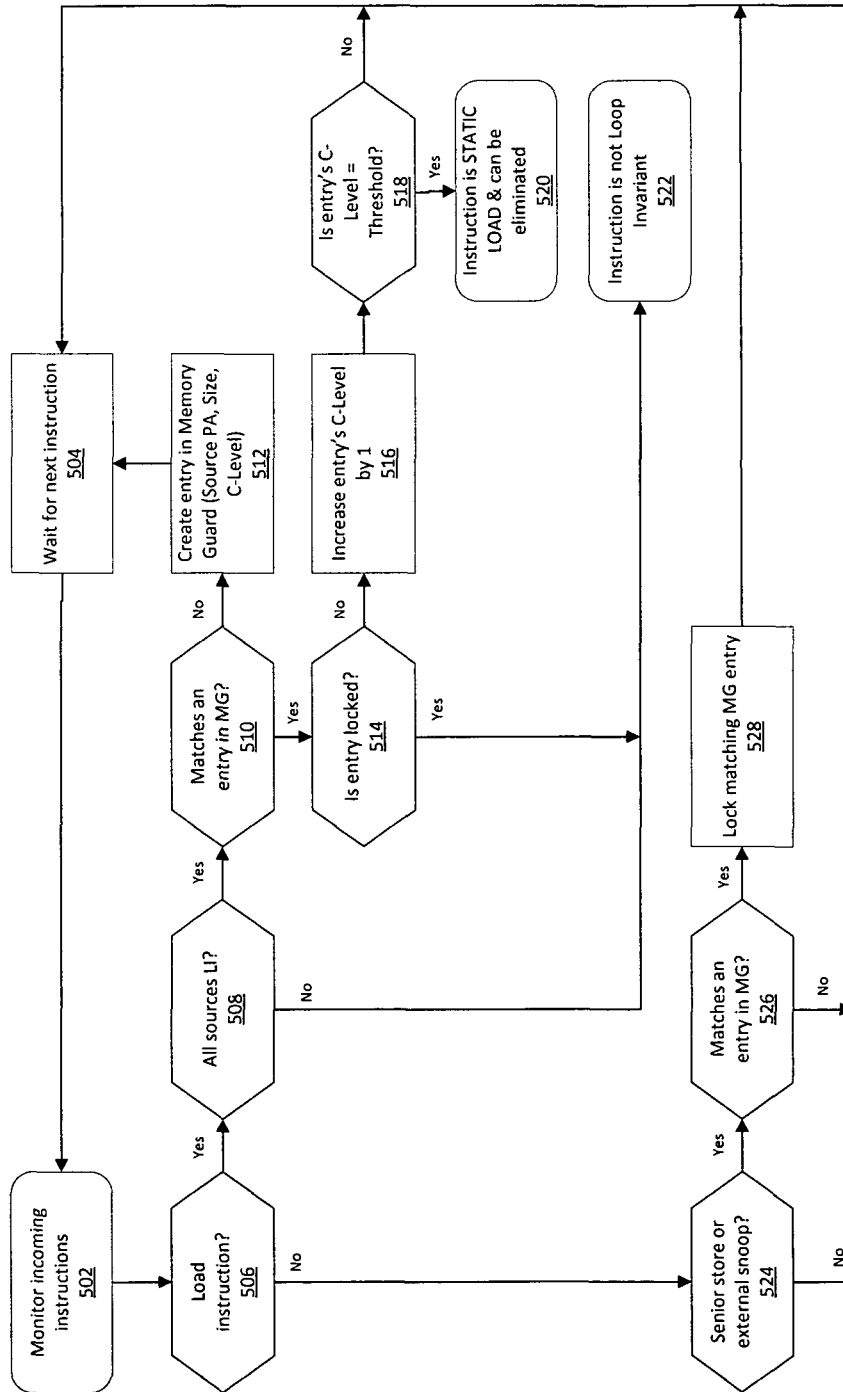 Monitor incoming
instructions
502
Wait for next instruction
504
Load
instruction?
506
Yes
No
All sources LI?
508
Yes
No
Matches an
entry in MG?
510
No
Yes
Create entry in Memory
Guard (Source PA, Size,
C-Level)
512
Is entry locked?
514
No
Yes
Increase entry's C-Level
by 1
516
Is entry's C-
Level =
Threshold?
518
No
Yes
Instruction is STATIC
LOAD & can be
eliminated
520
Instruction is not Loop
Invariant
522
Senior store or
external snoop?
524
Yes
No
Matches an
entry in MG?
526
Yes
No
Lock matching MG entry
528